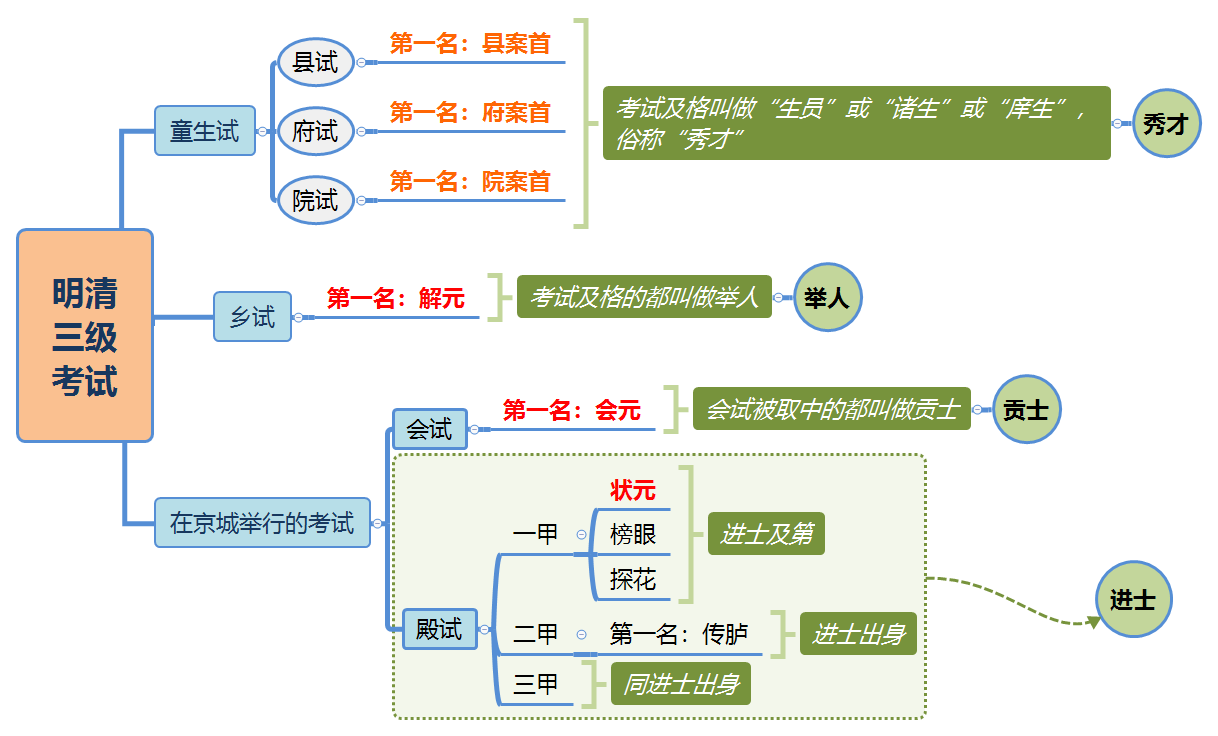 明清
三级
考试
童生试
县试
第一名：县案首
府试
第一名：府案首
院试
第一名：院案首
考试及格叫做“生员”或“诸生”或“庠生”，
俗称“秀才”
秀才
乡试
第一名：解元
考试及格的都叫做举人
举人
在京城举行的考试
会试
第一名：会元
会试被取中的都叫做贡士
贡士
殿试
一甲
状元
榜眼
探花
进士及第
二甲
第一名：传胪
进士出身
三甲
同进士出身
进士